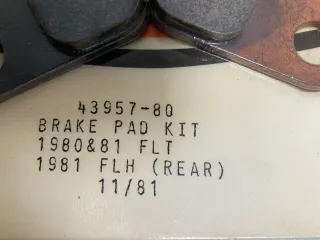 43957-80
BRAKE PAD KIT
1980&81 FLT
1981 FLH (REAR)
11/81